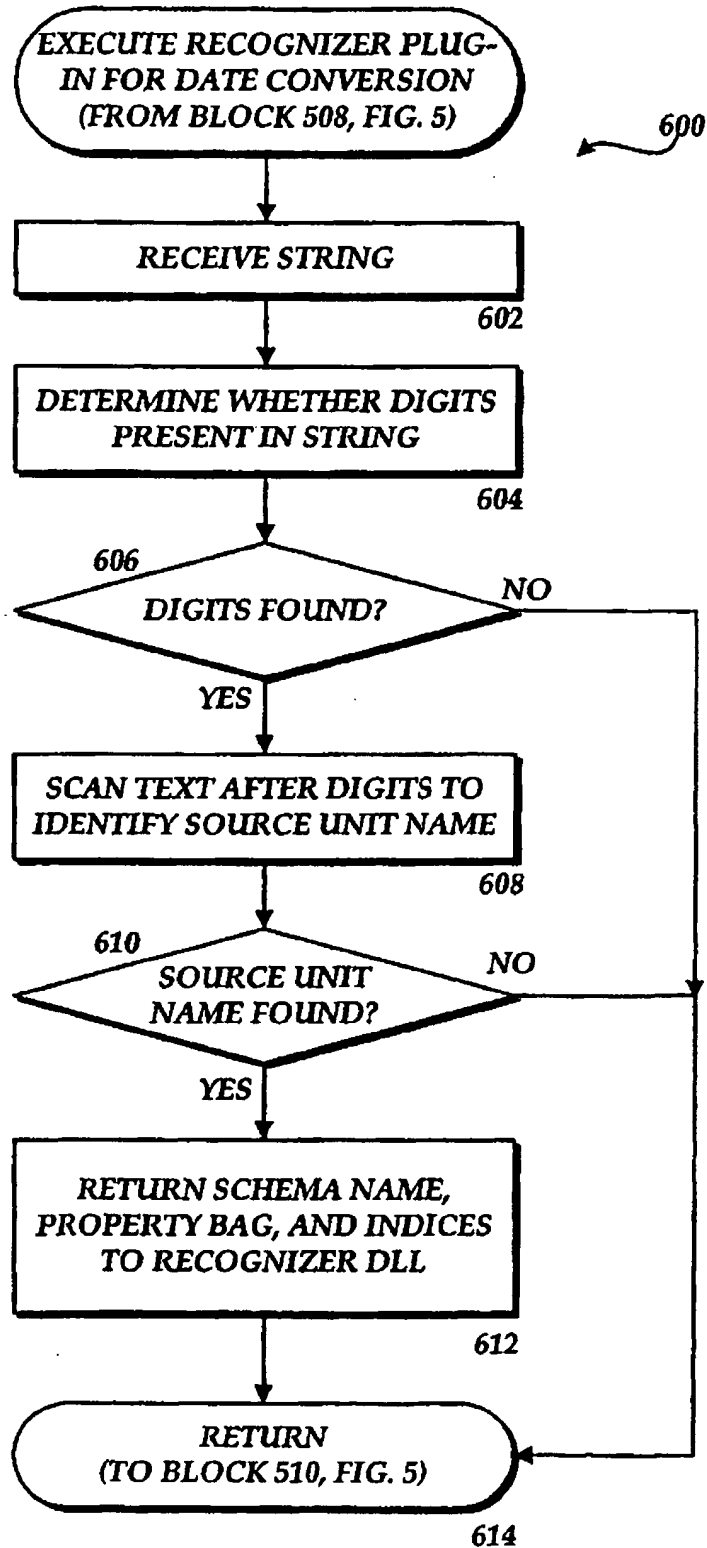 EXECUTE RECOGNIZER PLUG-
IN FOR DATE CONVERSION
(FROM BLOCK 508, FIG. 5)
600
RECEIVE STRING
602
DETERMINE WHETHER DIGITS
PRESENT IN STRING
604
606
DIGITS FOUND?
NO
YES
SCAN TEXT AFTER DIGITS TO
IDENTIFY SOURCE UNIT NAME
608
610
SOURCE UNIT
NAME FOUND?
NO
YES
RETURN SCHEMA NAME,
PROPERTY BAG, AND INDICES
TO RECOGNIZER DLL
612
RETURN
(TO BLOCK 510, FIG. 5)
614